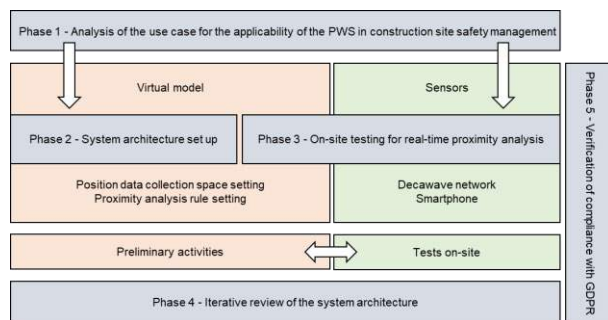 Phase 1 - Analysis of the use case for the applicability of the PWS in construction site safety management
Virtual model
Sensors
Phase 2 - System architecture set up
Phase 3 - On-site testing for real-time proximity analysis
Position data collection space setting
Proximity analysis rule setting
Decawave network
Smartphone
Preliminary activities
Tests on-site
Phase 4 - Iterative review of the system architecture
Phase 5 - Verification of compliance with GDPR